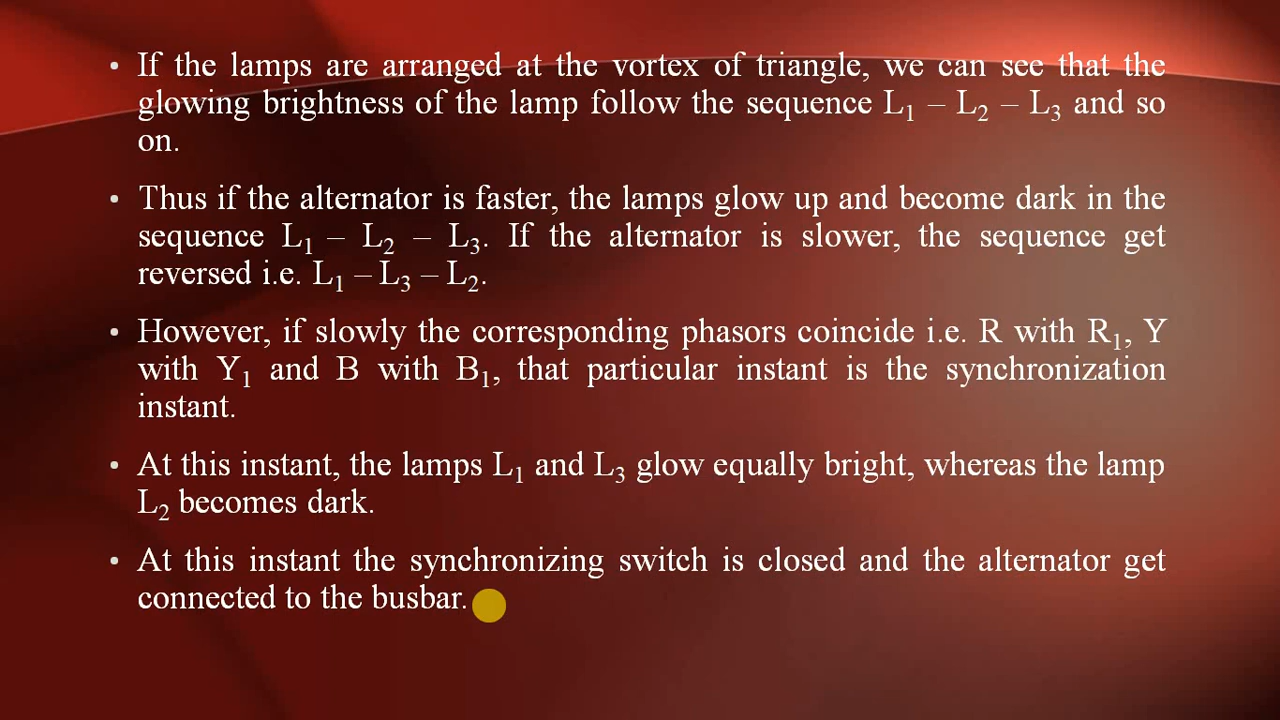 • If the lamps are arranged at the vortex of triangle, we can see that the
glowing brightness of the lamp follow the sequence L₁ – L₂ – L₃ and so
on.
• Thus if the alternator is faster, the lamps glow up and become dark in the
sequence L₁ – L₂ – L₃. If the alternator is slower, the sequence get
reversed i.e. L₁ – L₃ – L₂.
• However, if slowly the corresponding phasors coincide i.e. R with R₁, Y
with Y₁ and B with B₁, that particular instant is the synchronization
instant.
• At this instant, the lamps L₁ and L₃ glow equally bright, whereas the lamp
L₂ becomes dark.
• At this instant the synchronizing switch is closed and the alternator get
connected to the busbar.